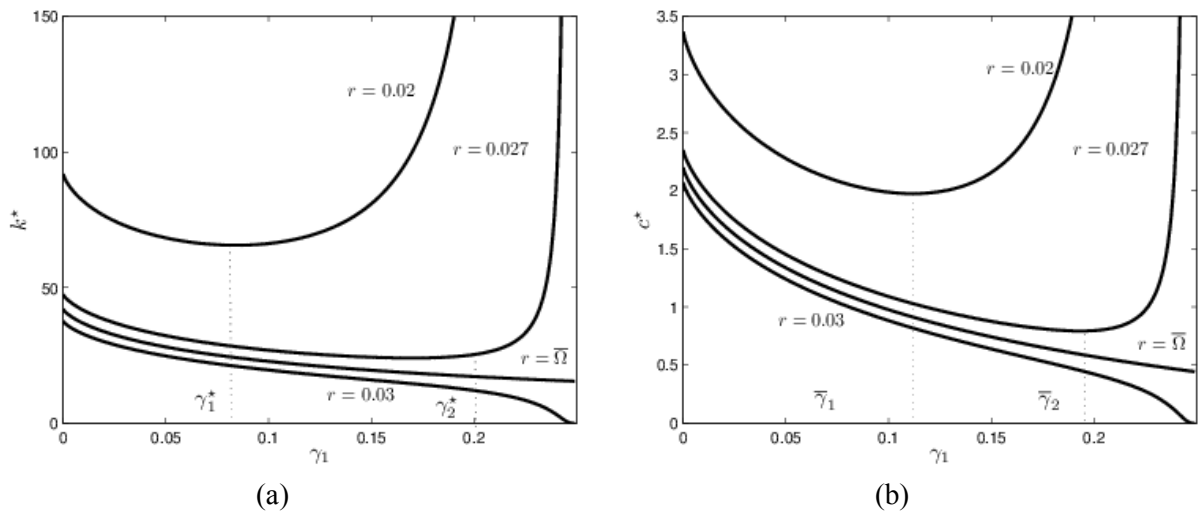 150
100
50
0
k*
0
0.05
0.1
0.15
0.2
γ₁
r = 0.02
r = 0.027
r = Ω̅
r = 0.03
γ₁*
γ₂*
(a)
3.5
3
2.5
2
1.5
1
0.5
0
c*
0
0.05
0.1
0.15
0.2
γ₁
r = 0.02
r = 0.027
r = 0.03
r = Ω̅
γ̅₁
γ̅₂
(b)